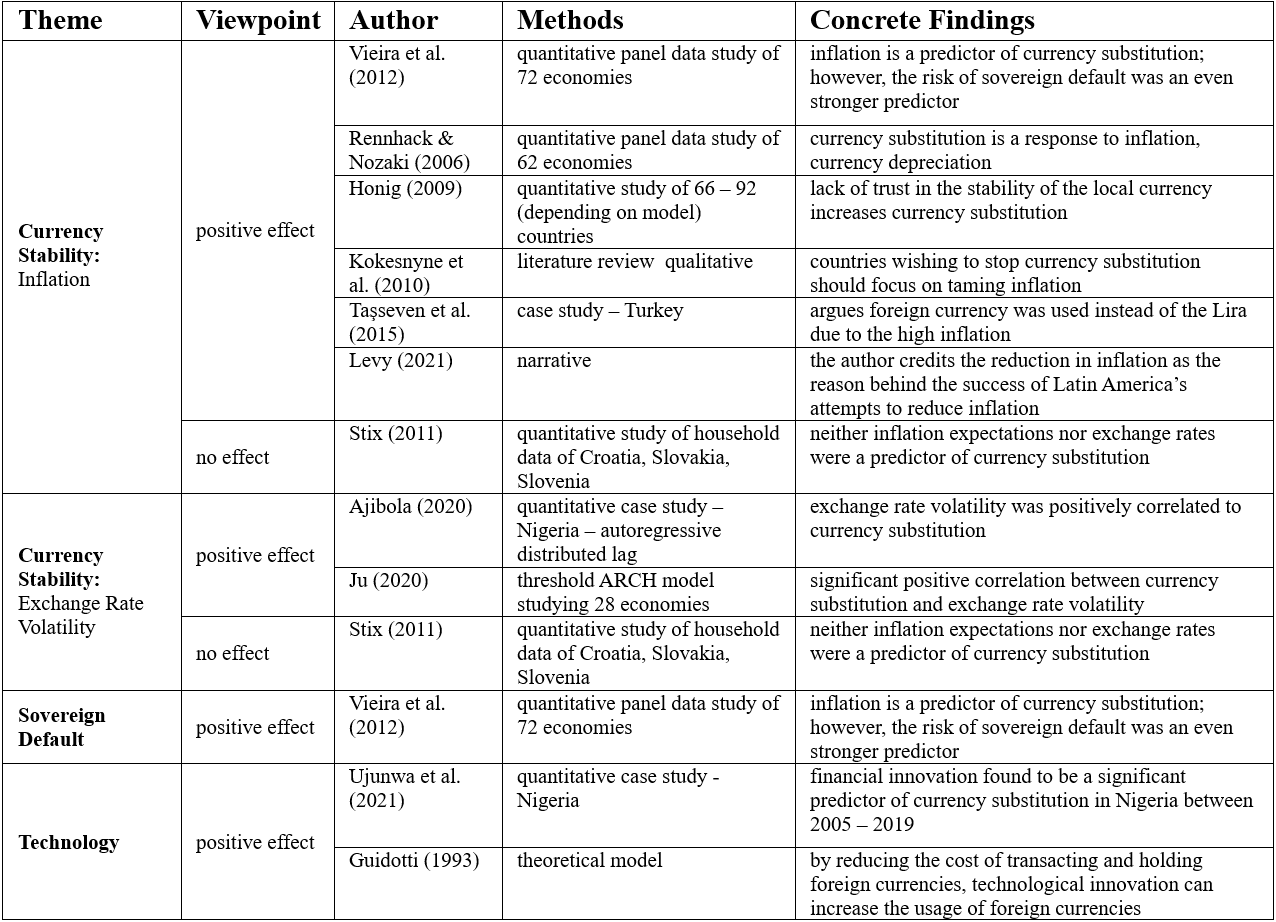 Theme Viewpoint Author Methods Concrete Findings
Currency
Stability:
Inflation
positive effect
Vieira et al.
(2012)
quantitative panel data study of
72 economies
inflation is a predictor of currency substitution;
however, the risk of sovereign default was an even
stronger predictor
Rennhack &
Nozaki (2006)
quantitative panel data study of
62 economies
currency substitution is a response to inflation,
currency depreciation
Honig (2009)
quantitative study of 66 – 92
(depending on model)
countries
lack of trust in the stability of the local currency
increases currency substitution
Kokesnyne et
al. (2010)
literature review  qualitative
countries wishing to stop currency substitution
should focus on taming inflation
Taşseven et al.
(2015)
case study – Turkey
argues foreign currency was used instead of the Lira
due to the high inflation
Levy (2021)
narrative
the author credits the reduction in inflation as the
reason behind the success of Latin America’s
attempts to reduce inflation
no effect
Stix (2011)
quantitative study of household
data of Croatia, Slovakia,
Slovenia
neither inflation expectations nor exchange rates
were a predictor of currency substitution
Currency
Stability:
Exchange Rate
Volatility
positive effect
Ajibola (2020)
quantitative case study –
Nigeria – autoregressive
distributed lag
exchange rate volatility was positively correlated to
currency substitution
Ju (2020)
threshold ARCH model
studying 28 economies
significant positive correlation between currency
substitution and exchange rate volatility
no effect
Stix (2011)
quantitative study of household
data of Croatia, Slovakia,
Slovenia
neither inflation expectations nor exchange rates
were a predictor of currency substitution
Sovereign
Default
positive effect
Vieira et al.
(2012)
quantitative panel data study of
72 economies
inflation is a predictor of currency substitution;
however, the risk of sovereign default was an even
stronger predictor
Technology
positive effect
Ujunwa et al.
(2021)
quantitative case study -
Nigeria
financial innovation found to be a significant
predictor of currency substitution in Nigeria between
2005 – 2019
Guidotti (1993)
theoretical model
by reducing the cost of transacting and holding
foreign currencies, technological innovation can
increase the usage of foreign currencies